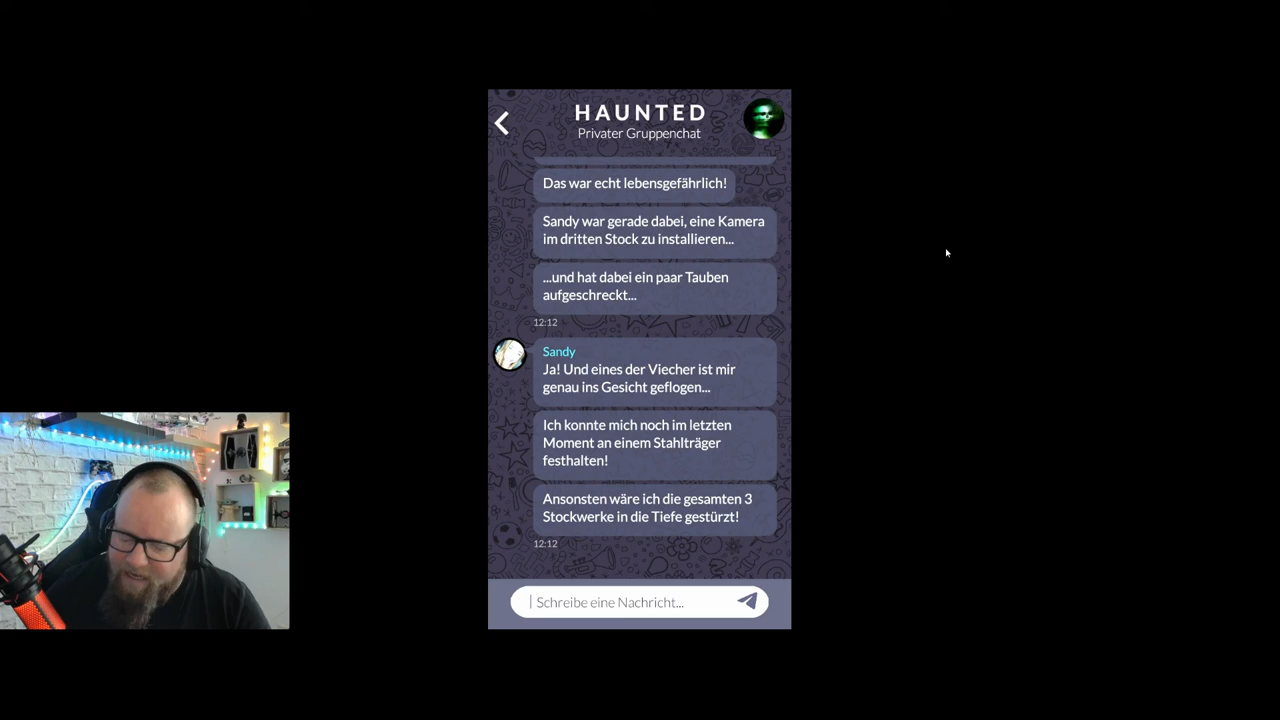 HAUNTED
Privater Gruppenchat
Das war echt lebensgefährlich!
Sandy war gerade dabei, eine Kamera
im dritten Stock zu installieren...
...und hat dabei ein paar Tauben
aufgeschreckt...
12:12
Sandy
Ja! Und eines der Viecher ist mir
genau ins Gesicht geflogen...
Ich konnte mich noch im letzten
Moment an einem Stahlträger
festhalten!
Ansonsten wäre ich die gesamten 3
Stockwerke in die Tiefe gestürzt!
12:12
Schreibe eine Nachricht...